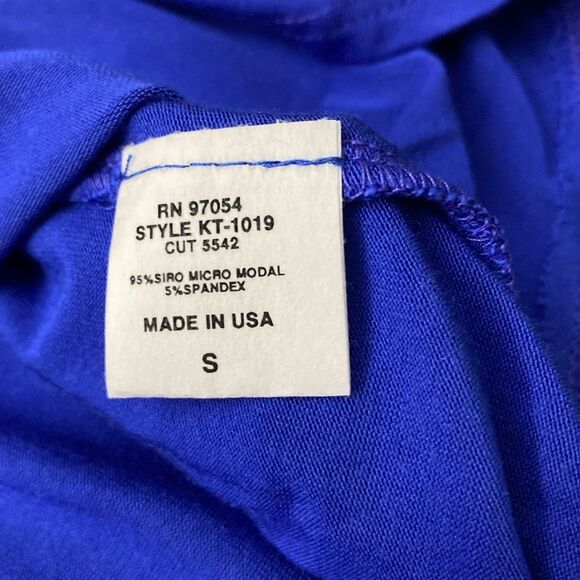 RN 97054
STYLE KT-1019
CUT 5542
95%SIRO MICRO MODAL
5%SPANDEX
MADE IN USA
S